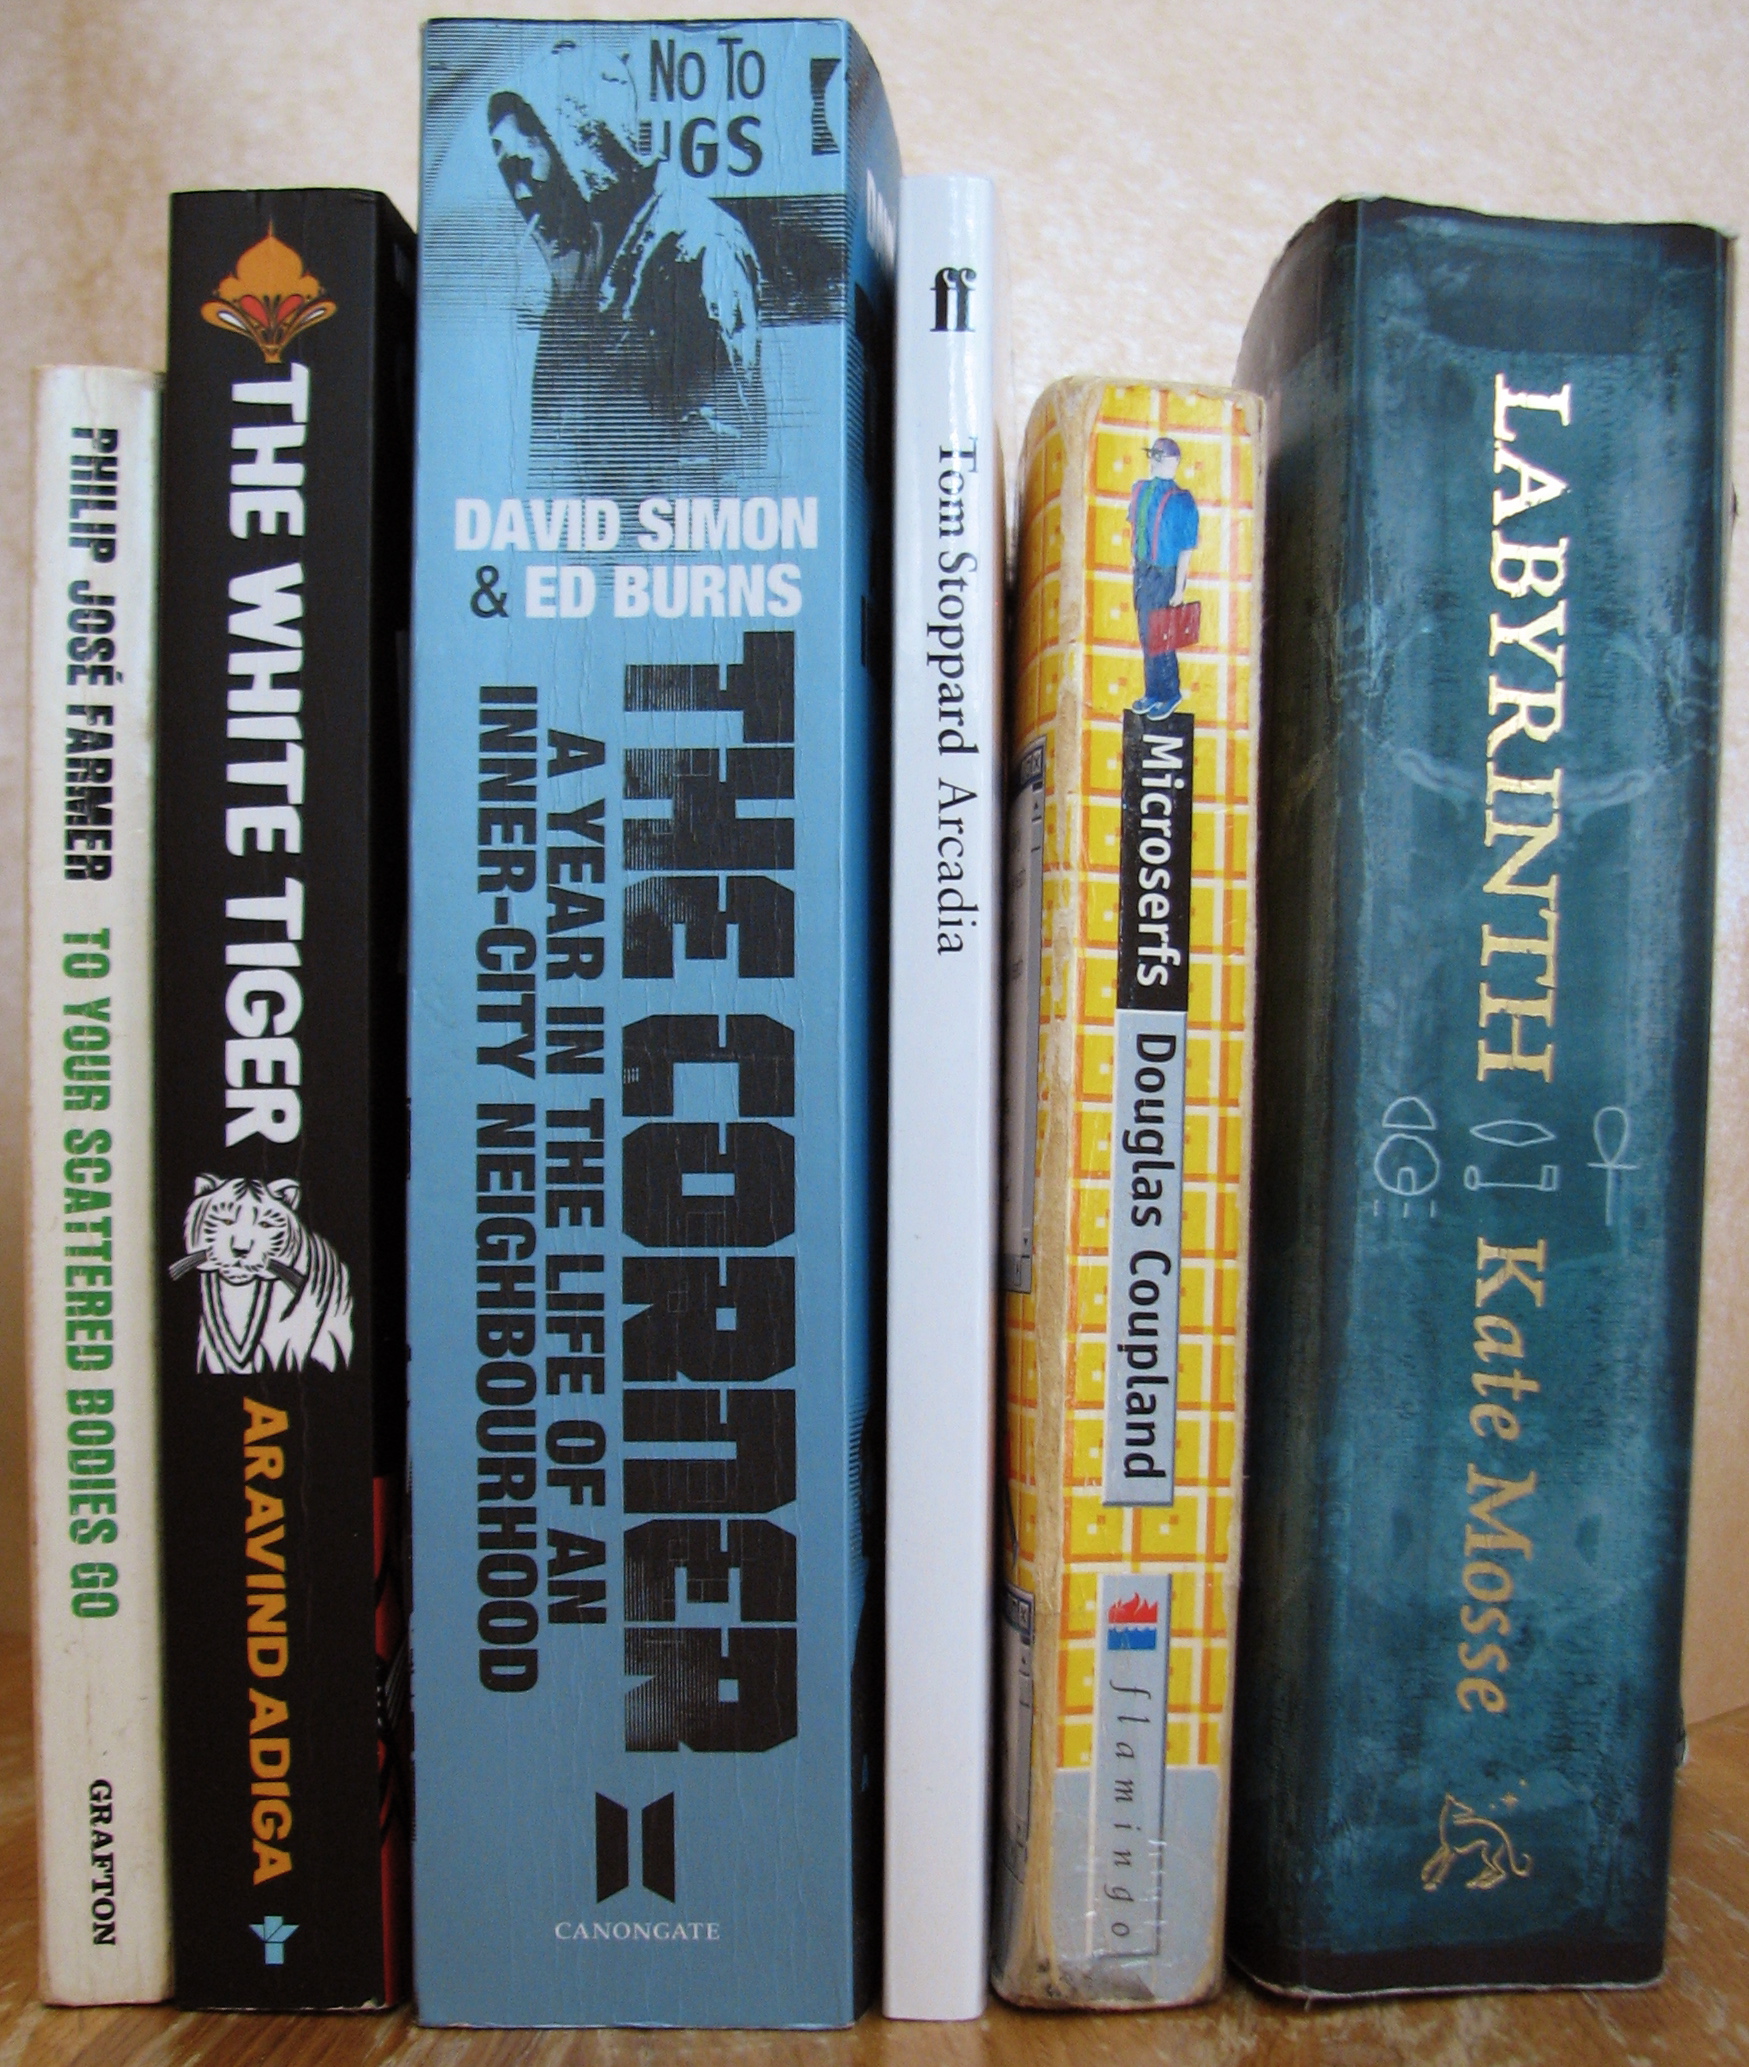 PHILIP JOSÉ FARMER TO YOUR SCATTERED BODIES GO
GRAFTON
THE WHITE TIGER
ARAVIND ADIGA
NO TO
UGS
DAVID SIMON
& ED BURNS
THE CORNER
A YEAR IN THE LIFE OF AN
INNER-CITY NEIGHBOURHOOD
CANONGATE
ff
Tom Stoppard Arcadia
Microserfs
Douglas Coupland
flamingo
LABYRINTH
Kate Mosse